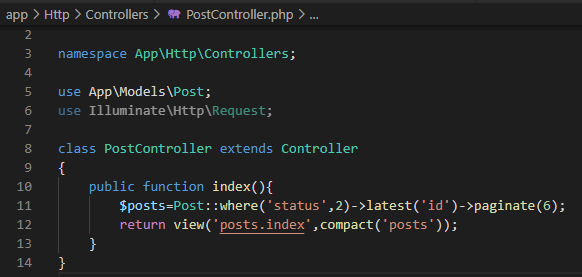 app > Http > Controllers > PostController.php > ...
2
3 namespace App\Http\Controllers;
4
5 use App\Models\Post;
6 use Illuminate\Http\Request;
7
8 class PostController extends Controller
9 {
10     public function index(){
11         $posts=Post::where('status',2)->latest('id')->paginate(6);
12         return view('posts.index',compact('posts'));
13     }
14 }